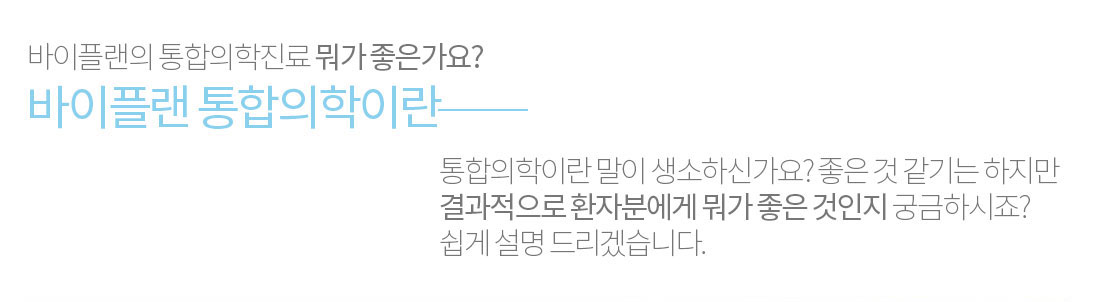 바이플랜의 통합의학진료 뭐가 좋은가요?
바이플랜 통합의학이란
통합의학이란 말이 생소하신가요? 좋은 것 같기는 하지만
결과적으로 환자분에게 뭐가 좋은 것인지 궁금하시죠?
쉽게 설명 드리겠습니다.